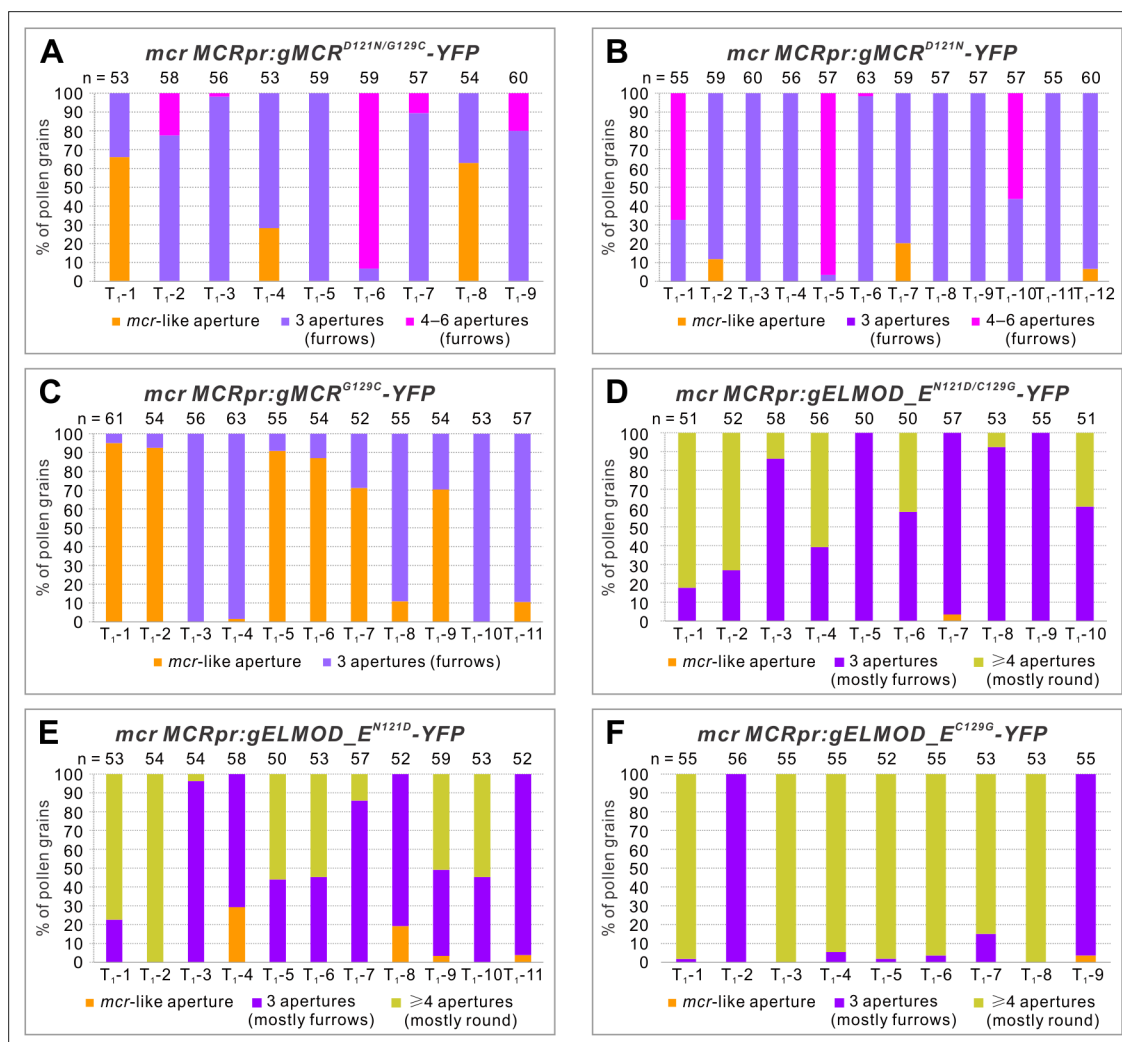 A
mcr MCRpr:gMCR^D121N/G129C-YFP
n = 53 58 56 53 59 59 57 54 60
100
90
80
70
60
50
40
30
20
10
0
% of pollen grains
T₁-1 T₁-2 T₁-3 T₁-4 T₁-5 T₁-6 T₁-7 T₁-8 T₁-9
mcr-like aperture 3 apertures 4–6 apertures
(furrows) (furrows)
B
mcr MCRpr:gMCR^D121N-YFP
n = 55 59 60 56 57 63 59 57 57 57 55 60
100
90
80
70
60
50
40
30
20
10
0
% of pollen grains
T₁-1 T₁-2 T₁-3 T₁-4 T₁-5 T₁-6 T₁-7 T₁-8 T₁-9 T₁-10 T₁-11 T₁-12
mcr-like aperture 3 apertures 4–6 apertures
(furrows) (furrows)
C
mcr MCRpr:gMCR^G129C-YFP
n = 61 54 56 63 55 54 52 55 54 53 57
100
90
80
70
60
50
40
30
20
10
0
% of pollen grains
T₁-1 T₁-2 T₁-3 T₁-4 T₁-5 T₁-6 T₁-7 T₁-8 T₁-9 T₁-10 T₁-11
mcr-like aperture 3 apertures (furrows)
D
mcr MCRpr:gELMOD_E^N121D/C129G-YFP
n = 51 52 58 56 50 50 57 53 55 51
100
90
80
70
60
50
40
30
20
10
0
% of pollen grains
T₁-1 T₁-2 T₁-3 T₁-4 T₁-5 T₁-6 T₁-7 T₁-8 T₁-9 T₁-10
mcr-like aperture 3 apertures ⩾4 apertures
(mostly furrows) (mostly round)
E
mcr MCRpr:gELMOD_E^N121D-YFP
n = 53 54 54 58 50 53 57 52 59 53 52
100
90
80
70
60
50
40
30
20
10
0
% of pollen grains
T₁-1 T₁-2 T₁-3 T₁-4 T₁-5 T₁-6 T₁-7 T₁-8 T₁-9 T₁-10 T₁-11
mcr-like aperture 3 apertures ⩾4 apertures
(mostly furrows) (mostly round)
F
mcr MCRpr:gELMOD_E^C129G-YFP
n = 55 56 55 55 52 55 53 53 55
100
90
80
70
60
50
40
30
20
10
0
% of pollen grains
T₁-1 T₁-2 T₁-3 T₁-4 T₁-5 T₁-6 T₁-7 T₁-8 T₁-9
mcr-like aperture 3 apertures ⩾4 apertures
(mostly furrows) (mostly round)